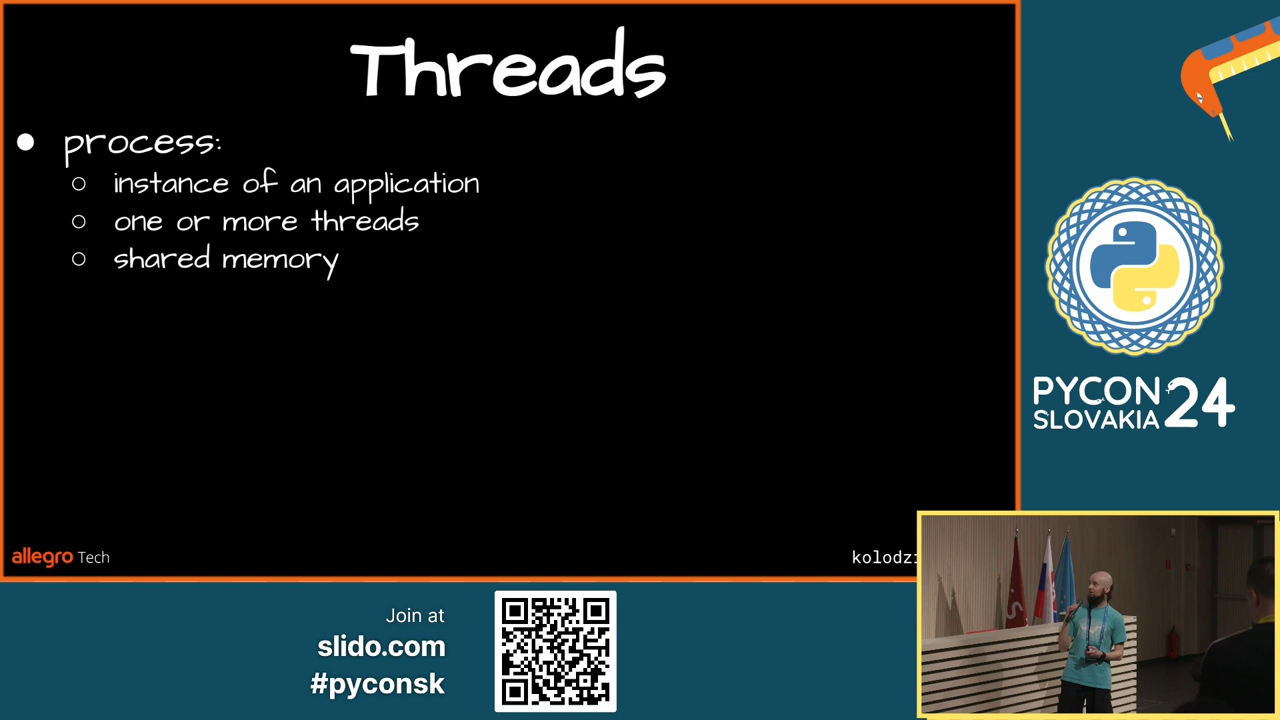 Threads
● process:
○ instance of an application
○ one or more threads
○ shared memory
allegro Tech
PYCON
SLOVAKIA
24
Join at
slido.com
#pyconsk